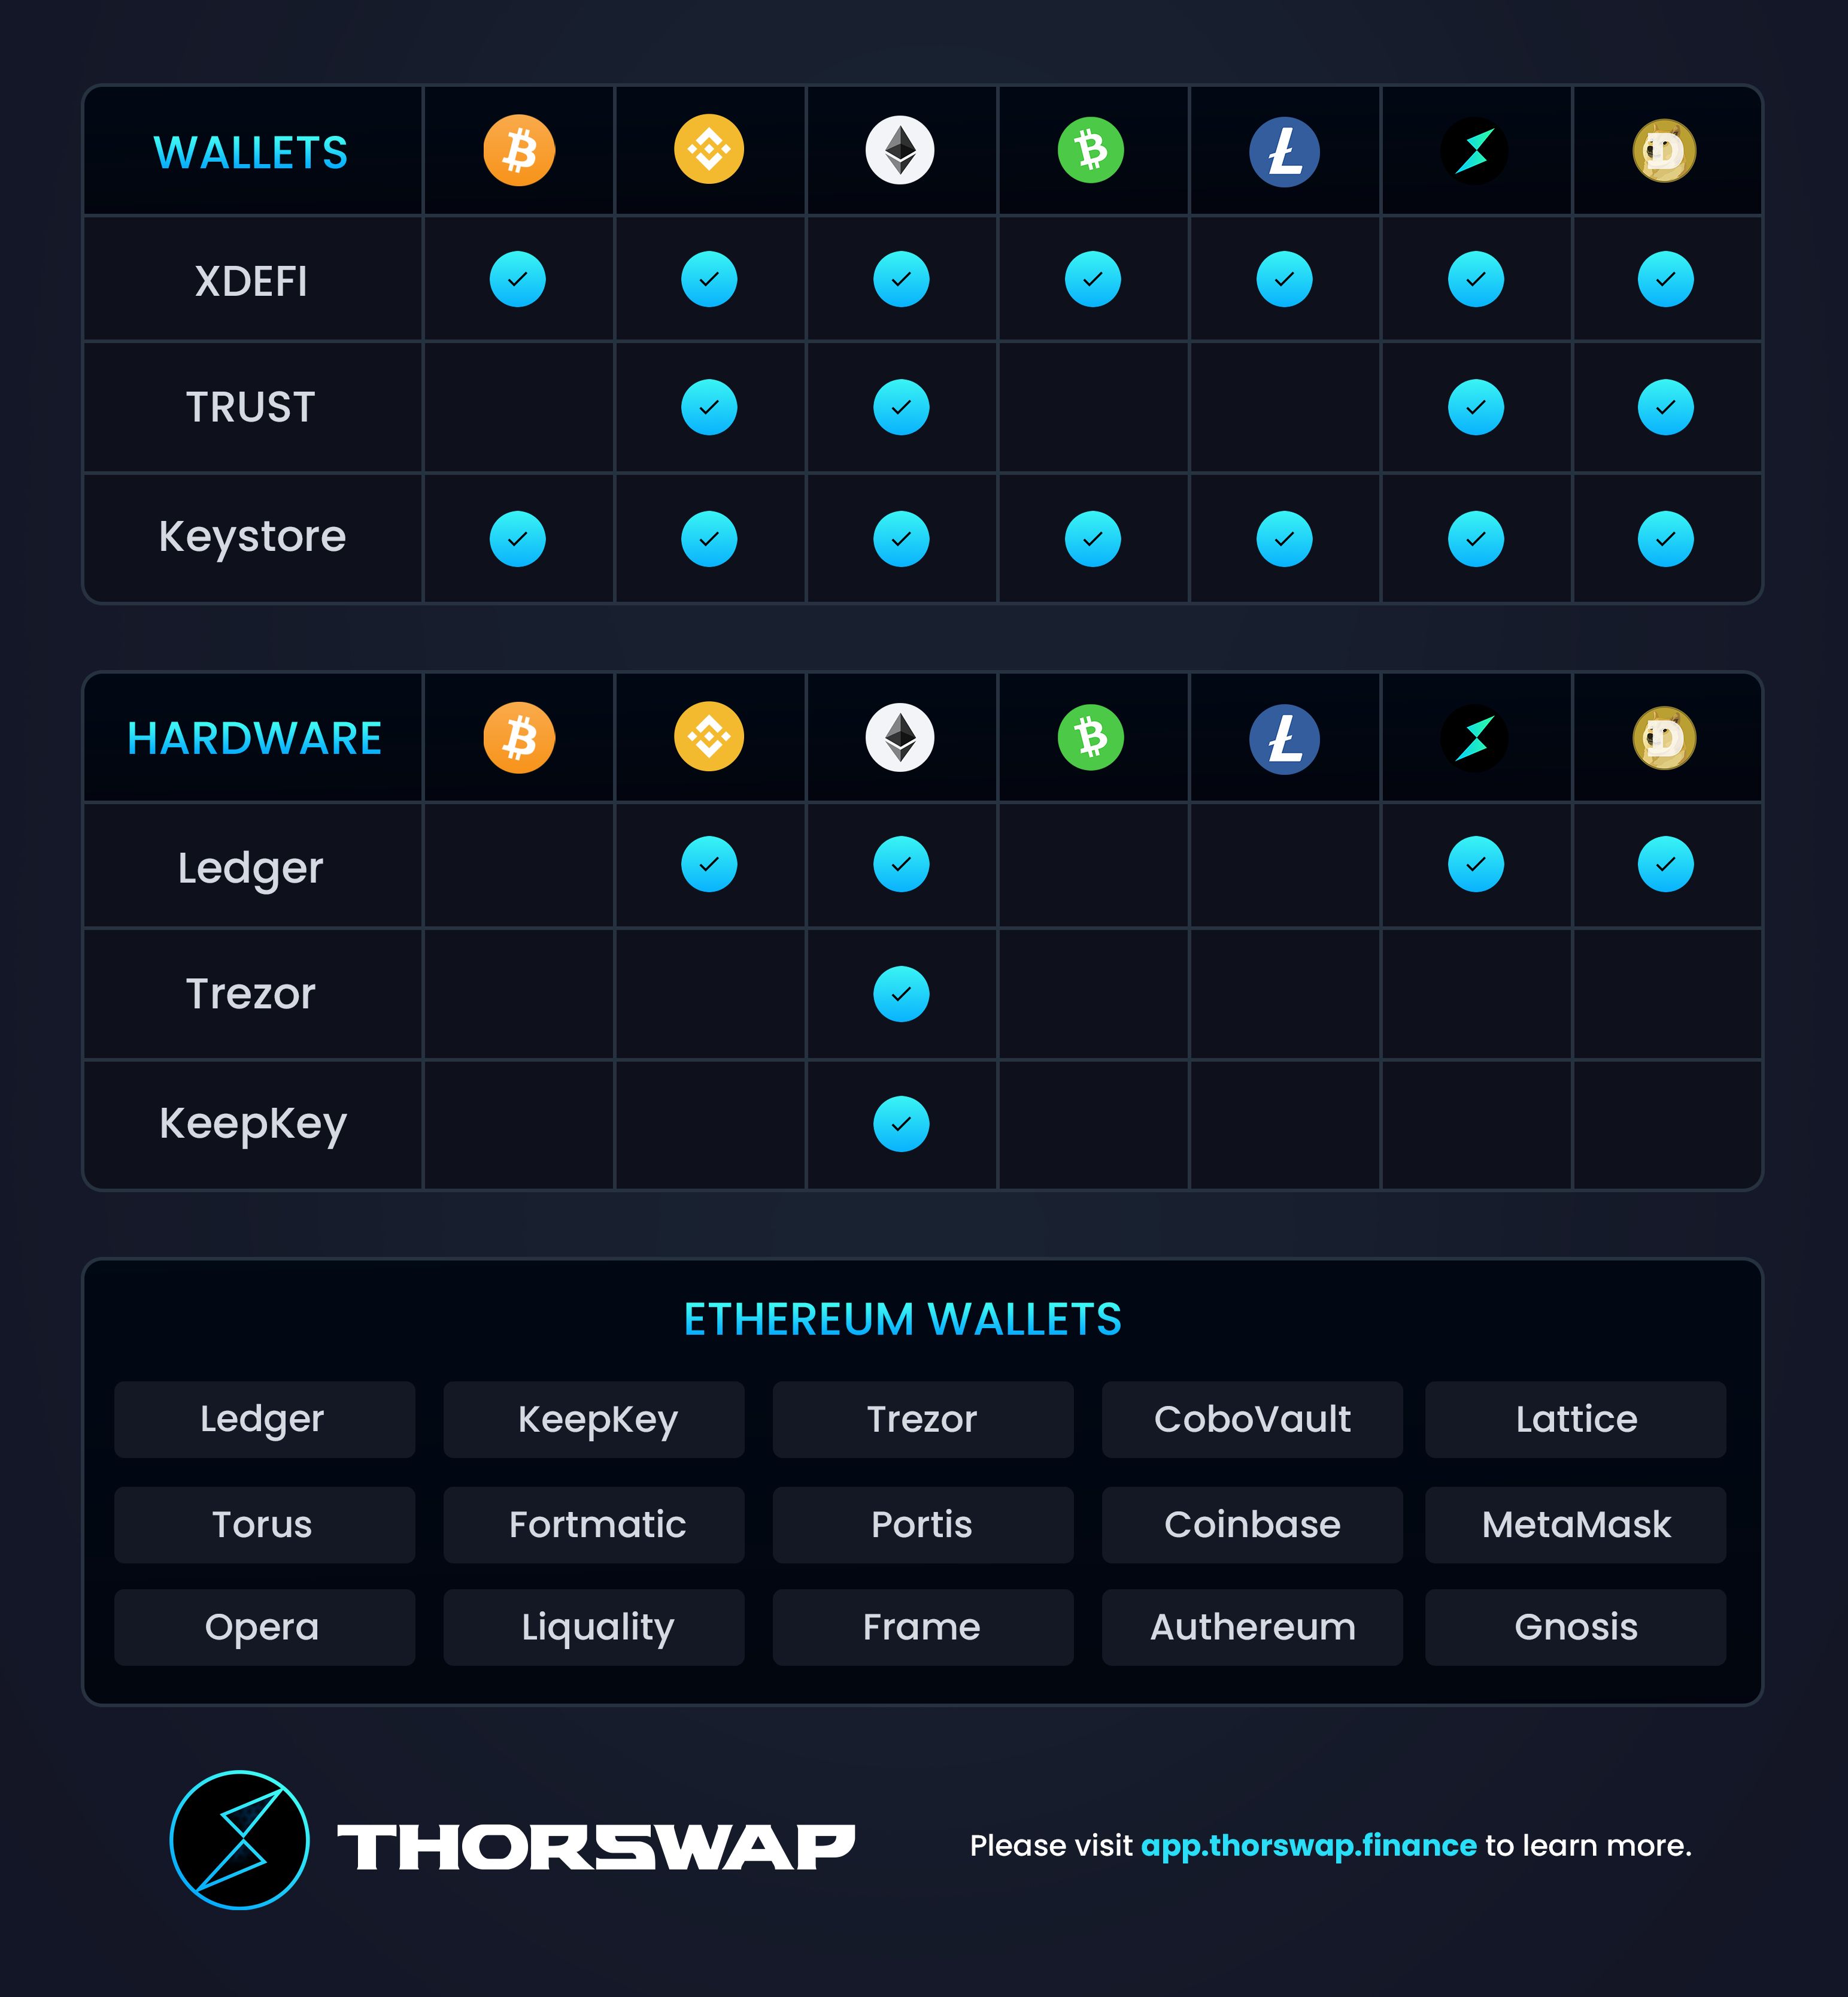 WALLETS
XDEFI
TRUST
Keystore
HARDWARE
Ledger
Trezor
KeepKey
ETHEREUM WALLETS
Ledger KeepKey Trezor CoboVault Lattice
Torus Fortmatic Portis Coinbase MetaMask
Opera Liquality Frame Authereum Gnosis
THORSWAP
Please visit app.thorswap.finance to learn more.